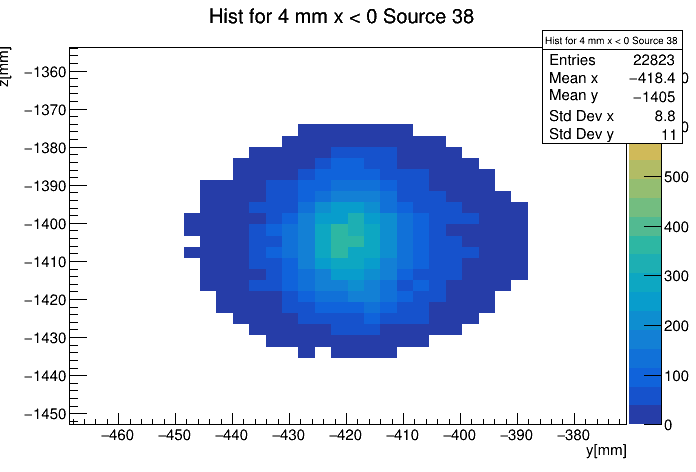 Hist for 4 mm x < 0 Source 38
z[mm]
Hist for 4 mm x < 0 Source 38
Entries 22823
Mean x −418.4
Mean y −1405
Std Dev x 8.8
Std Dev y 11
−1360
−1370
−1380
−1390
−1400
−1410
−1420
−1430
−1440
−1450
−460 −450 −440 −430 −420 −410 −400 −390 −380
y[mm]
500
400
300
200
100
0